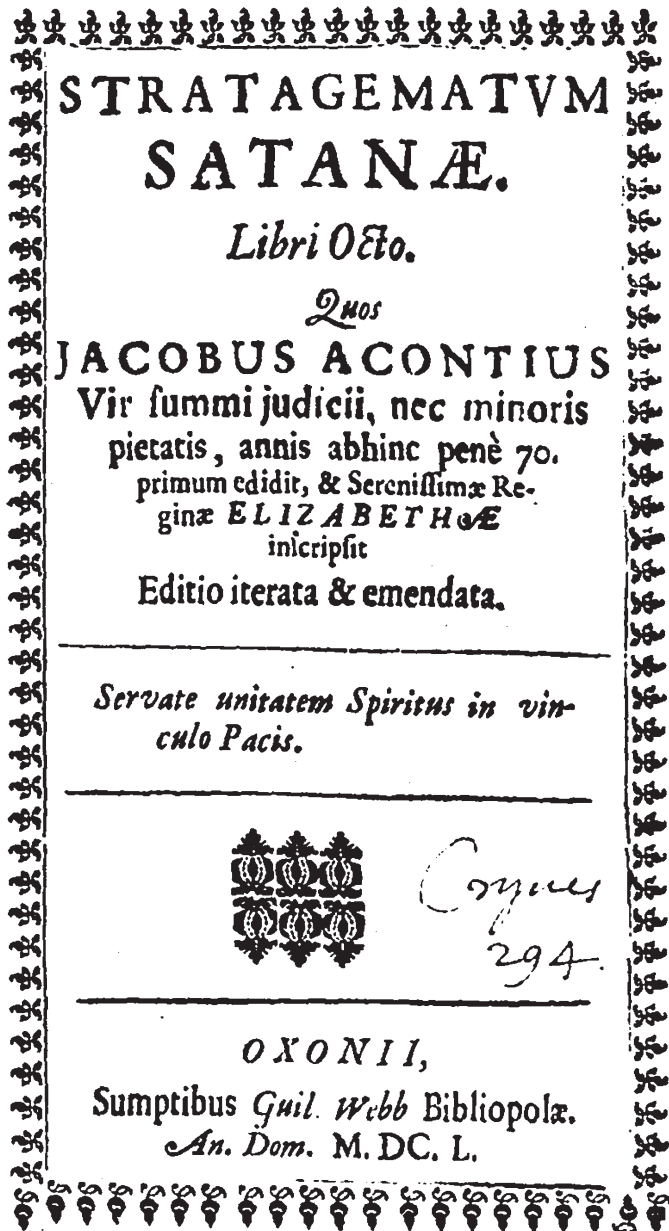 STRATAGEMATVM
SATANÆ.
Libri Octo.
Quos
JACOBUS ACONTIUS
Vir ſummi judicii, nec minoris
pietatis, annis abhinc penè 70.
primum edidit, & Sereniſſimæ Re-
ginæ ELIZABETHÆ
inſcripſit
Editio iterata & emendata.
Servate unitatem Spiritus in vin-
culo Pacis.
294.
OXONII,
Sumptibus Guil. Webb Bibliopolæ.
An. Dom. M. DC. L.